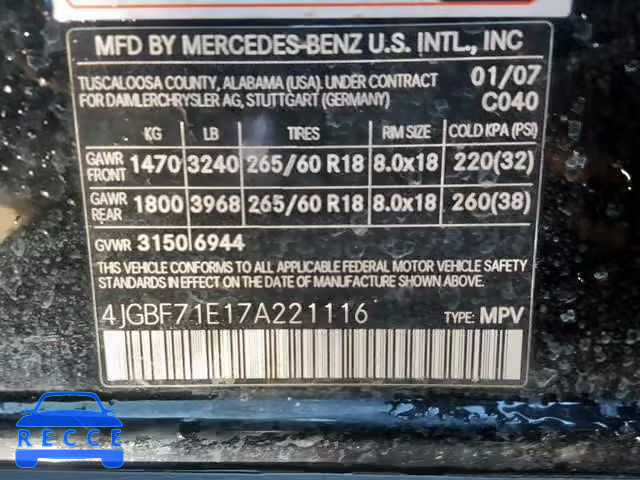 MFD BY MERCEDES-BENZ U.S. INTL., INC
TUSCALOOSA COUNTY, ALABAMA (USA). UNDER CONTRACT 01/07
FOR DAIMLERCHRYSLER AG, STUTTGART (GERMANY) C040
KG LB TIRES RIM SIZE COLD KPA (PSI)
GAWR FRONT 1470 3240 265/60 R18 8.0x18 220(32)
GAWR REAR 1800 3968 265/60 R18 8.0x18 260(38)
GVWR 3150 6944
THIS VEHICLE CONFORMS TO ALL APPLICABLE FEDERAL MOTOR VEHICLE SAFETY
STANDARDS IN EFFECT ON THE DATE OF MANUFACTURE SHOWN ABOVE.
4JGBF71E17A221116 TYPE: MPV
RECCE